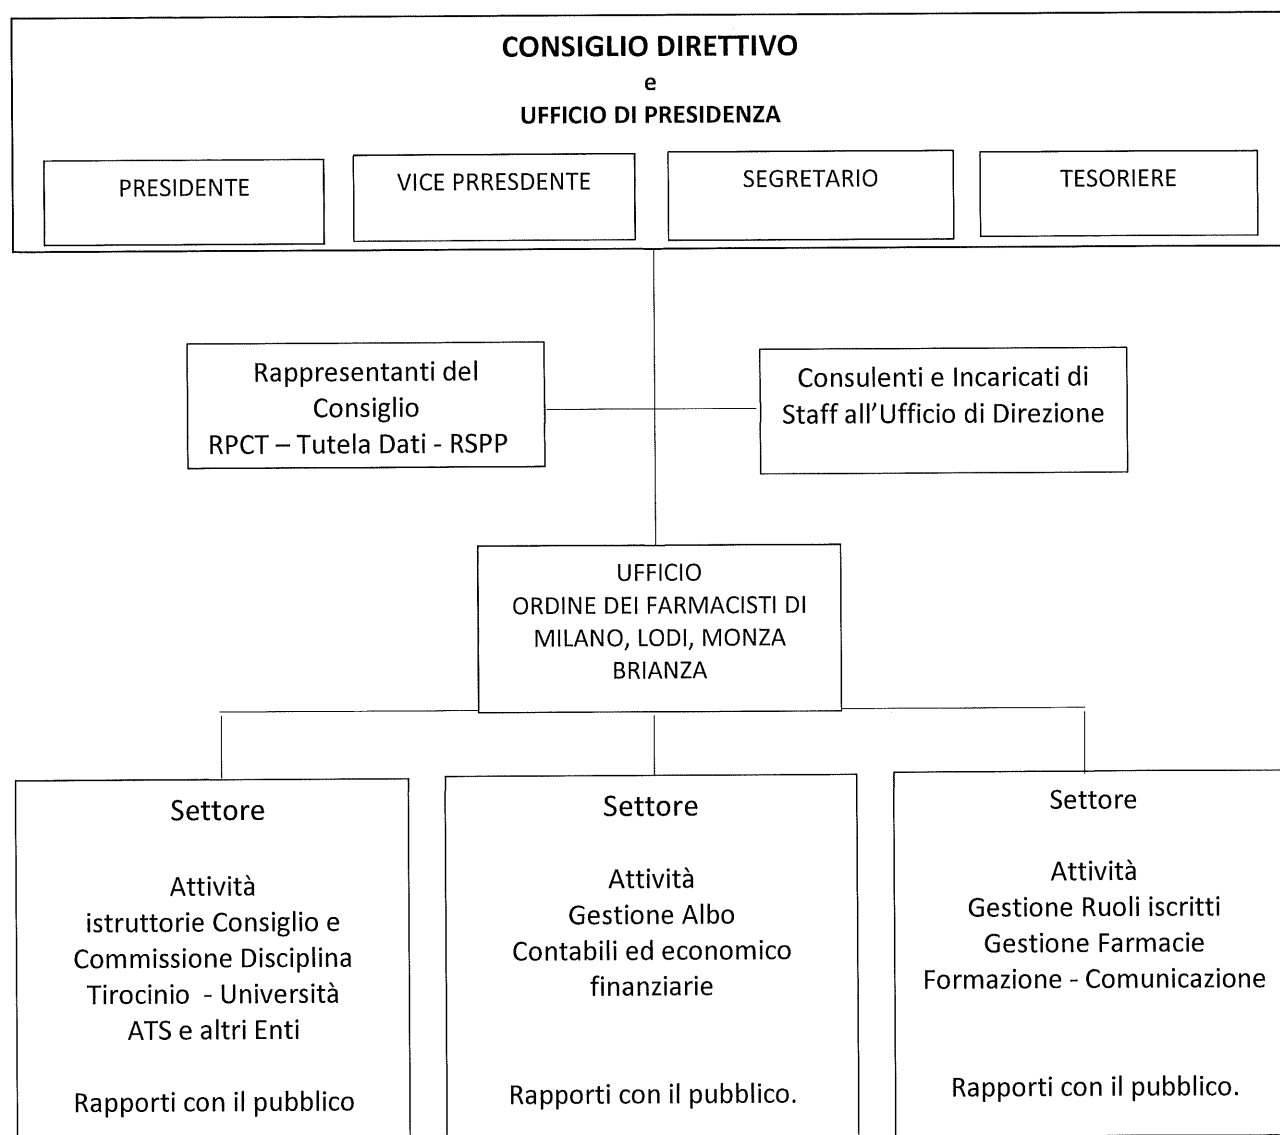 CONSIGLIO DIRETTIVO
e
UFFICIO DI PRESIDENZA
PRESIDENTE
VICE PRRESDENTE
SEGRETARIO
TESORIERE
Rappresentanti del
Consiglio
RPCT – Tutela Dati - RSPP
Consulenti e Incaricati di
Staff all’Ufficio di Direzione
UFFICIO
ORDINE DEI FARMACISTI DI
MILANO, LODI, MONZA
BRIANZA
Settore
Attività
istruttorie Consiglio e
Commissione Disciplina
Tirocinio - Università
ATS e altri Enti
Rapporti con il pubblico
Settore
Attività
Gestione Albo
Contabili ed economico
finanziarie
Rapporti con il pubblico.
Settore
Attività
Gestione Ruoli iscritti
Gestione Farmacie
Formazione - Comunicazione
Rapporti con il pubblico.